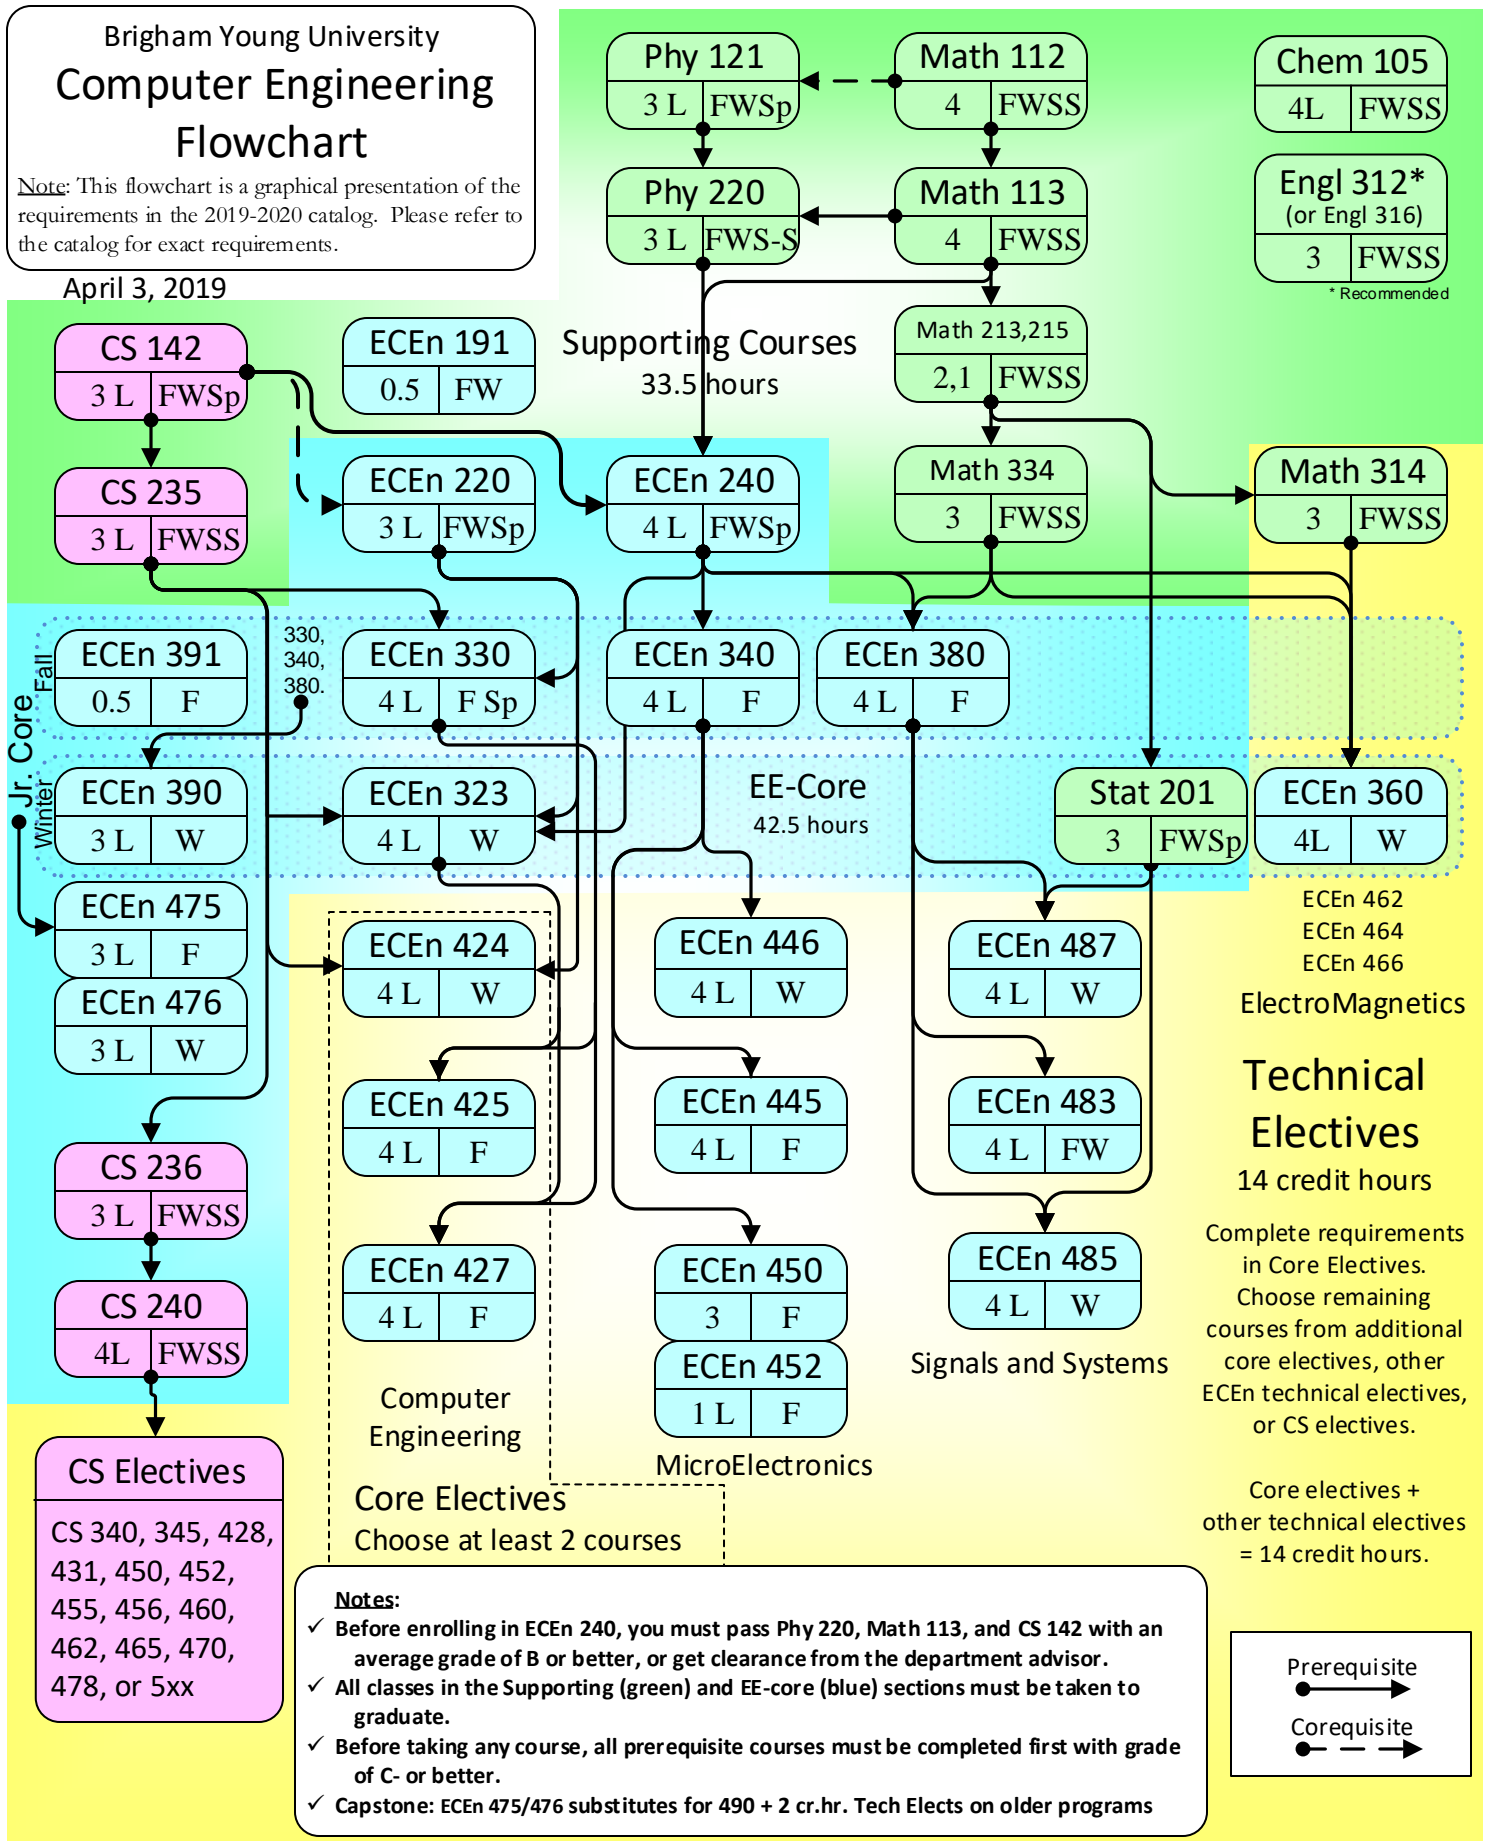 Brigham Young University
Computer Engineering
Flowchart
Note: This flowchart is a graphical presentation of the
requirements in the 2019-2020 catalog. Please refer to
the catalog for exact requirements.
April 3, 2019
Phy 121
3 L FWSp
Math 112
4 FWSS
Chem 105
4L FWSS
Phy 220
3 L FWS-S
Math 113
4 FWSS
Engl 312*
(or Engl 316)
3 FWSS
* Recommended
CS 142
3 L FWSp
ECEn 191
0.5 FW
Supporting Courses
33.5 hours
Math 213,215
2,1 FWSS
CS 235
3 L FWSS
ECEn 220
3 L FWSp
ECEn 240
4 L FWSp
Math 334
3 FWSS
Math 314
3 FWSS
Jr. Core
Fall
ECEn 391
0.5 F
330,
340,
380.
ECEn 330
4 L F Sp
ECEn 340
4 L F
ECEn 380
4 L F
Winter
ECEn 390
3 L W
ECEn 323
4 L W
EE-Core
42.5 hours
Stat 201
3 FWSp
ECEn 360
4L W
ECEn 475
3 L F
ECEn 476
3 L W
ECEn 424
4 L W
ECEn 446
4 L W
ECEn 487
4 L W
ECEn 462
ECEn 464
ECEn 466
ElectroMagnetics
ECEn 425
4 L F
ECEn 445
4 L F
ECEn 483
4 L FW
Technical
Electives
14 credit hours
Complete requirements
in Core Electives.
Choose remaining
courses from additional
core electives, other
ECEn technical electives,
or CS electives.
Core electives +
other technical electives
= 14 credit hours.
CS 236
3 L FWSS
CS 240
4L FWSS
ECEn 427
4 L F
ECEn 450
3 F
ECEn 452
1 L F
ECEn 485
4 L W
Signals and Systems
Computer
Engineering
MicroElectronics
CS Electives
CS 340, 345, 428,
431, 450, 452,
455, 456, 460,
462, 465, 470,
478, or 5xx
Core Electives
Choose at least 2 courses
Notes:
✓ Before enrolling in ECEn 240, you must pass Phy 220, Math 113, and CS 142 with an
average grade of B or better, or get clearance from the department advisor.
✓ All classes in the Supporting (green) and EE-core (blue) sections must be taken to
graduate.
✓ Before taking any course, all prerequisite courses must be completed first with grade
of C- or better.
✓ Capstone: ECEn 475/476 substitutes for 490 + 2 cr.hr. Tech Elects on older programs
Prerequisite
Corequisite